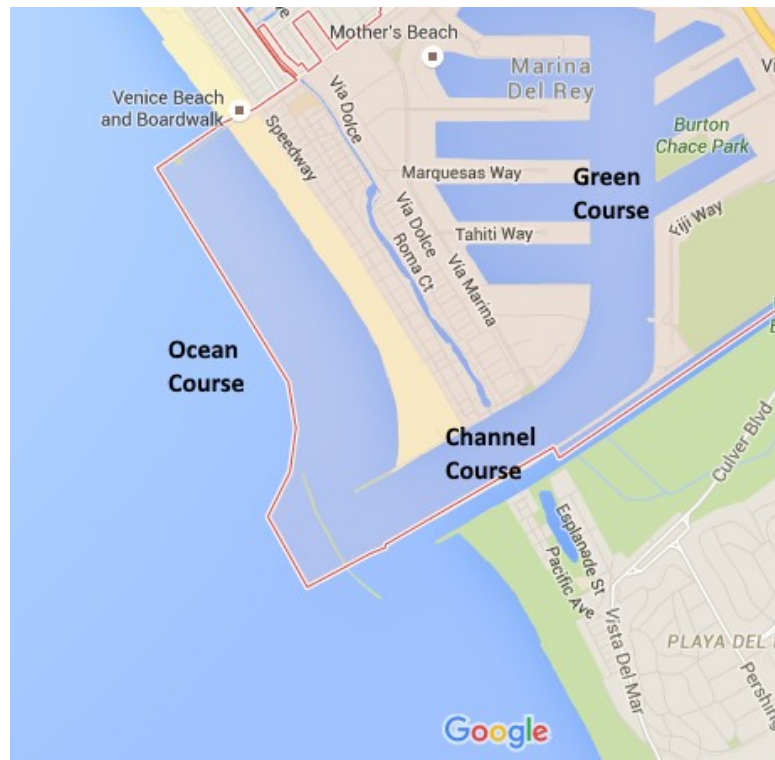 Mother's Beach
Marina
Del Rey
Venice Beach
and Boardwalk
Speedway
Via Dolce
Burton
Chace Park
Marquesas Way
Green
Course
Fiji Way
Tahiti Way
Via Dolce
Roma Ct
Via Marina
Ocean
Course
Channel
Course
Culver Blvd
Esplanade St
Pacific Ave
Vista Del Mar
PLAYA DEL
Pershing
Google